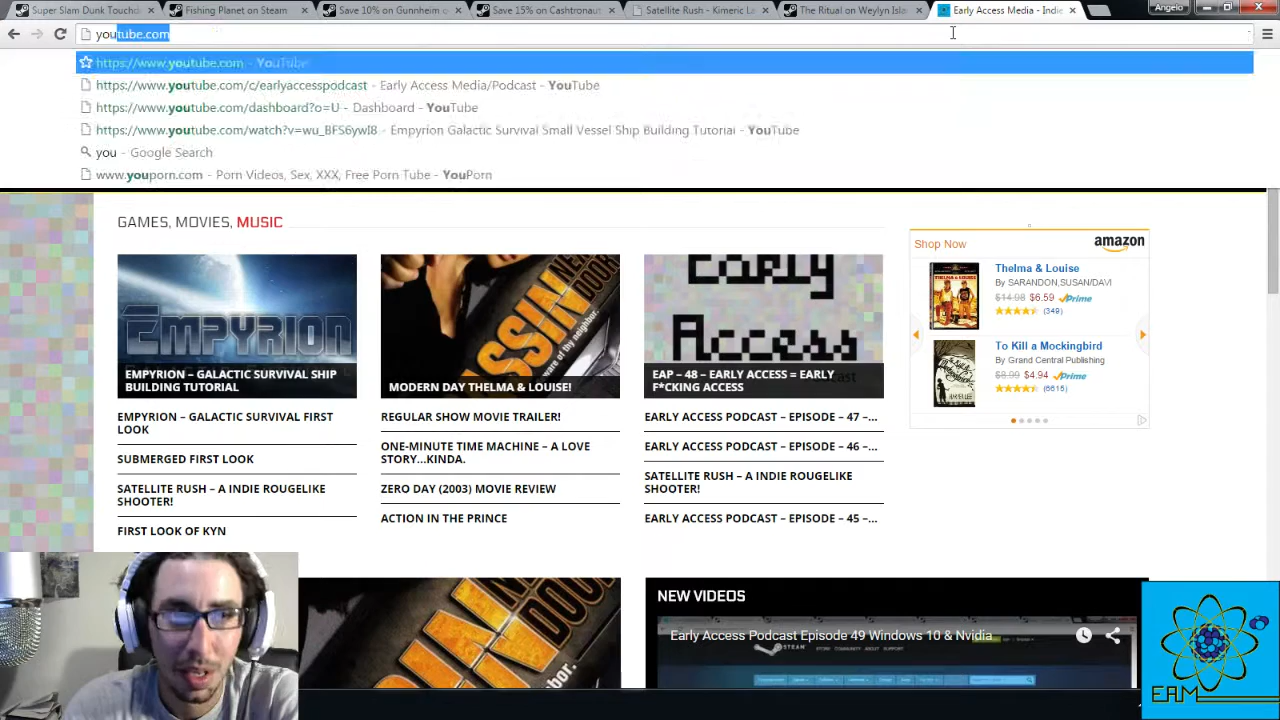 Super Slam Dunk Touchdo
Fishing Planet on Steam
Save 10% on Gunnheim o
Save 15% on Cashtronaut
Satellite Rush - Kimeric La
The Ritual on Weylyn Isla
Early Access Media - Indie
Angelo
youtube.com
https://www.youtube.com - YouTube
https://www.youtube.com/c/earlyaccesspodcast - Early Access Media/Podcast - YouTube
https://www.youtube.com/dashboard?o=U - Dashboard - YouTube
https://www.youtube.com/watch?v=wu_BFS6ywI8 - Empyrion Galactic Survival Small Vessel Ship Building Tutorial - YouTube
you - Google Search
www.youporn.com - Porn Videos, Sex, XXX, Free Porn Tube - YouPorn
GAMES, MOVIES, MUSIC
EMPYRION
EMPYRION – GALACTIC SURVIVAL SHIP
BUILDING TUTORIAL
EMPYRION – GALACTIC SURVIVAL FIRST
LOOK
SUBMERGED FIRST LOOK
SATELLITE RUSH – A INDIE ROUGELIKE
SHOOTER!
FIRST LOOK OF KYN
MODERN DAY THELMA & LOUISE!
REGULAR SHOW MOVIE TRAILER!
ONE-MINUTE TIME MACHINE – A LOVE
STORY...KINDA.
ZERO DAY (2003) MOVIE REVIEW
ACTION IN THE PRINCE
Early
Access
EAP – 48 – EARLY ACCESS = EARLY
F*CKING ACCESS
EARLY ACCESS PODCAST – EPISODE – 47 –...
EARLY ACCESS PODCAST – EPISODE – 46 –...
SATELLITE RUSH – A INDIE ROUGELIKE
SHOOTER!
EARLY ACCESS PODCAST – EPISODE – 45 –...
Shop Now
amazon
Thelma & Louise
By SARANDON,SUSAN/DAVI
$14.98 $6.59 Prime
(349)
To Kill a Mockingbird
By Grand Central Publishing
$8.99 $4.94 Prime
(6615)
NEW VIDEOS
Early Access Podcast Episode 49 Windows 10 & Nvidia
STEAM
EAM